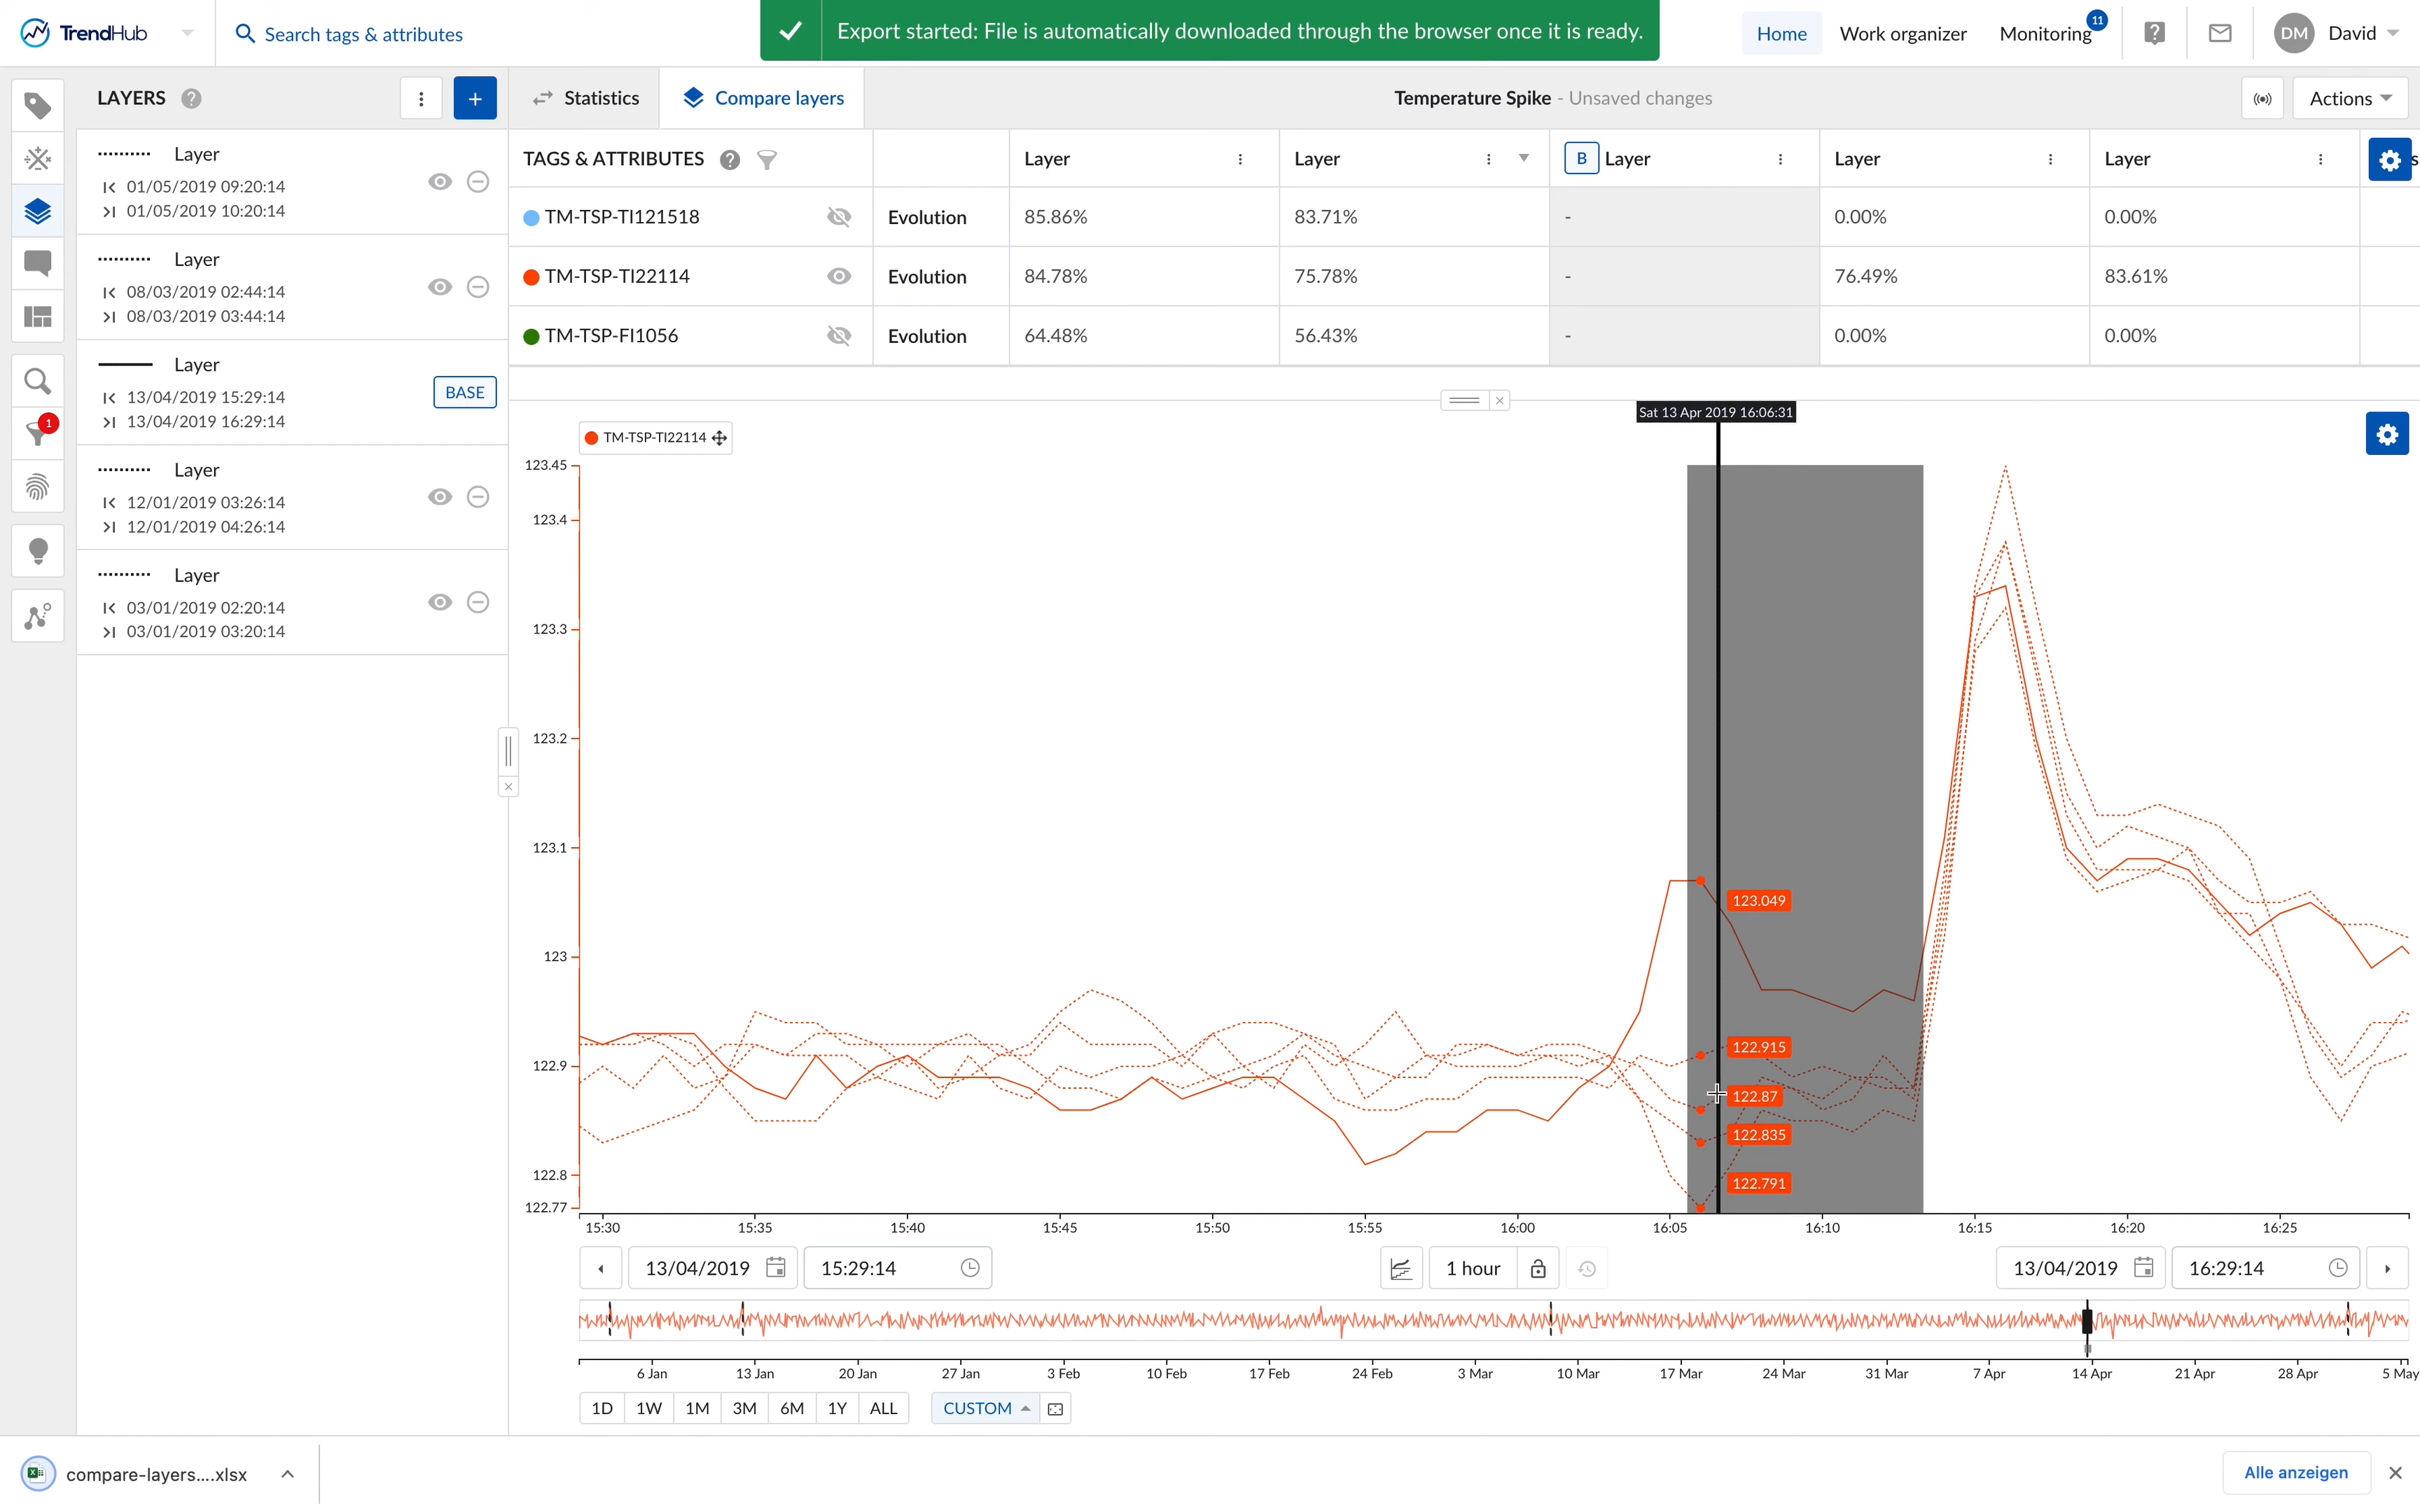 TrendHub
Search tags & attributes
Export started: File is automatically downloaded through the browser once it is ready.
Home
Work organizer
Monitoring
11
DM
David
LAYERS
Statistics
Compare layers
Temperature Spike - Unsaved changes
Actions
Layer
01/05/2019 09:20:14
01/05/2019 10:20:14
Layer
08/03/2019 02:44:14
08/03/2019 03:44:14
Layer
13/04/2019 15:29:14
13/04/2019 16:29:14
BASE
Layer
12/01/2019 03:26:14
12/01/2019 04:26:14
Layer
03/01/2019 02:20:14
03/01/2019 03:20:14
1
TAGS & ATTRIBUTES
Layer
Layer
B Layer
Layer
Layer
s
TM-TSP-TI121518 Evolution 85.86% 83.71% - 0.00% 0.00%
TM-TSP-TI22114 Evolution 84.78% 75.78% - 76.49% 83.61%
TM-TSP-FI1056 Evolution 64.48% 56.43% - 0.00% 0.00%
Sat 13 Apr 2019 16:06:31
TM-TSP-TI22114
123.45
123.4
123.3
123.2
123.1
123
122.9
122.8
122.77
123.049
122.915
122.87
122.835
122.791
15:30 15:35 15:40 15:45 15:50 15:55 16:00 16:05 16:10 16:15 16:20 16:25
13/04/2019
15:29:14
1 hour
13/04/2019
16:29:14
6 Jan 13 Jan 20 Jan 27 Jan 3 Feb 10 Feb 17 Feb 24 Feb 3 Mar 10 Mar 17 Mar 24 Mar 31 Mar 7 Apr 14 Apr 21 Apr 28 Apr 5 May
1D 1W 1M 3M 6M 1Y ALL CUSTOM
compare-layers....xlsx
Alle anzeigen